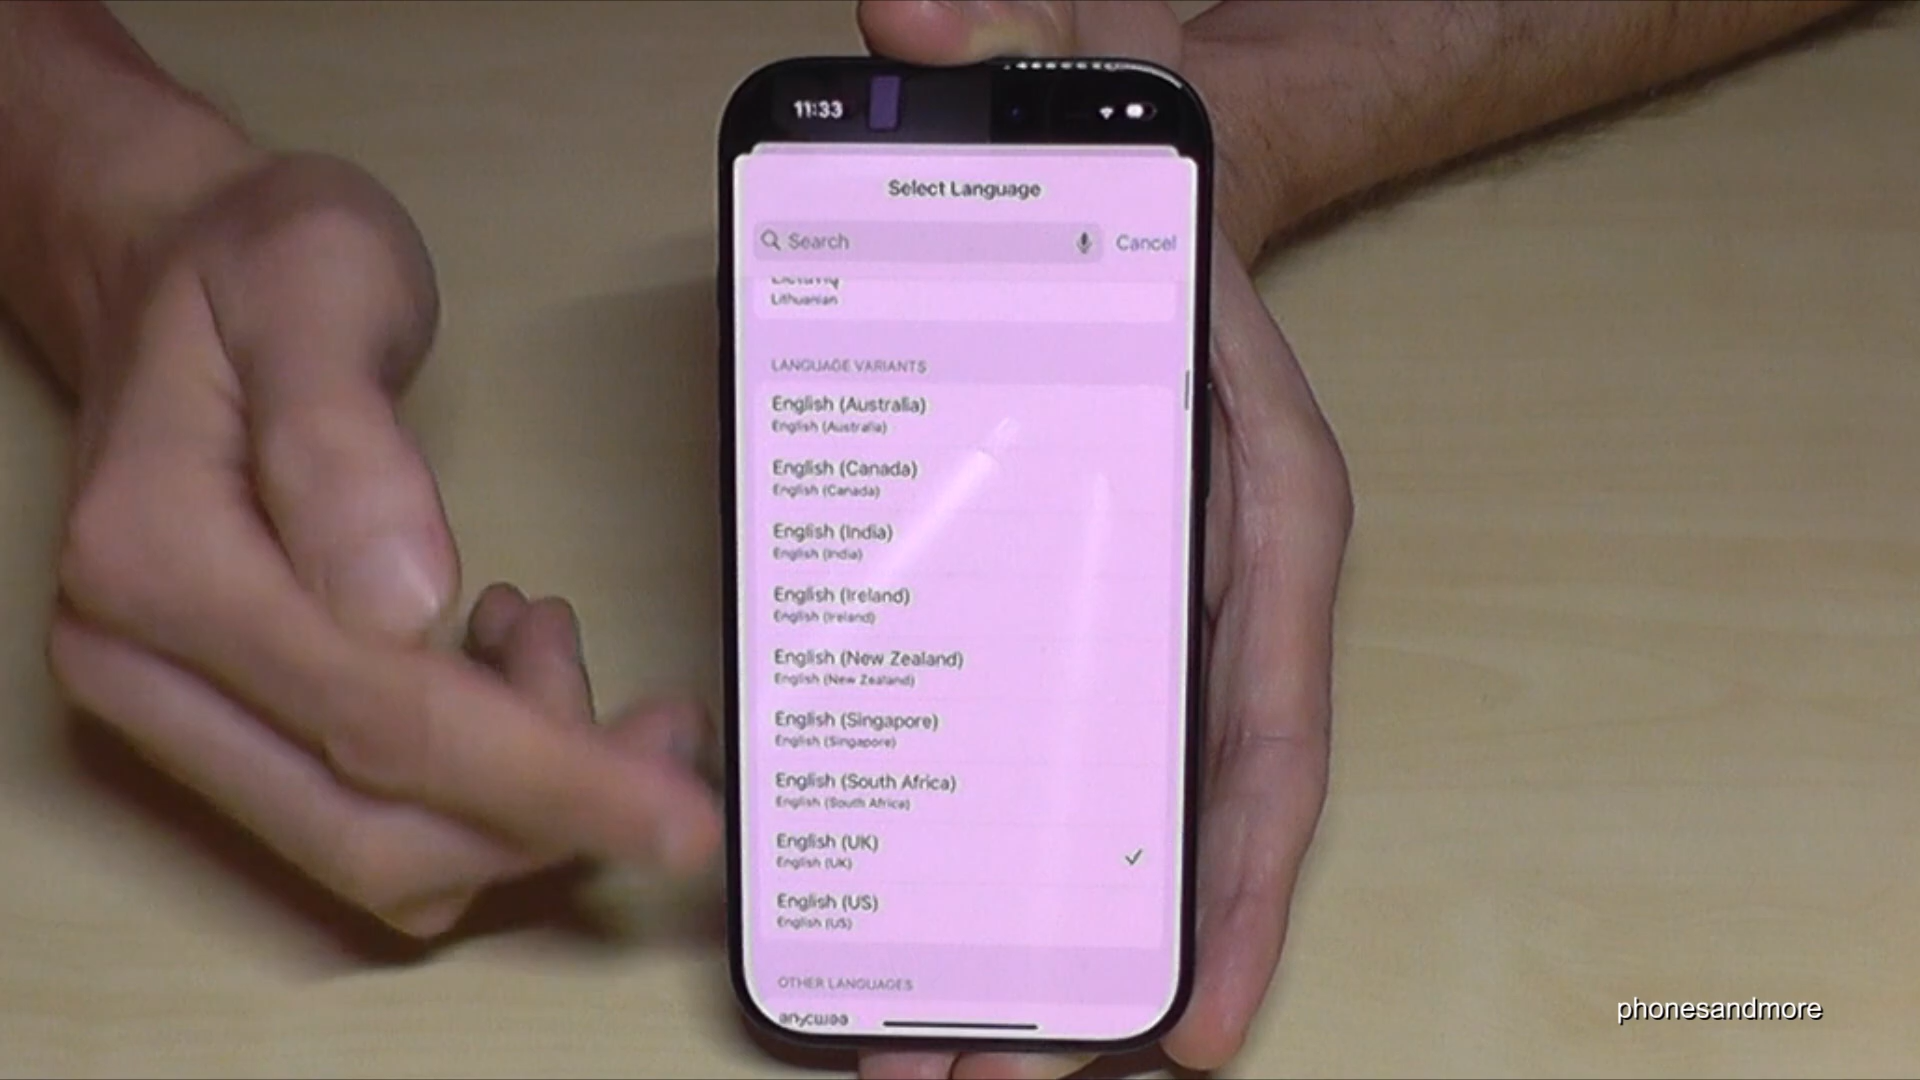 11:33
Select Language
Search
Cancel
Lithuanian
LANGUAGE VARIANTS
English (Australia)
English (Australia)
English (Canada)
English (Canada)
English (India)
English (India)
English (Ireland)
English (Ireland)
English (New Zealand)
English (New Zealand)
English (Singapore)
English (Singapore)
English (South Africa)
English (South Africa)
English (UK)
English (UK)
English (US)
English (US)
OTHER LANGUAGES
phonesandmore